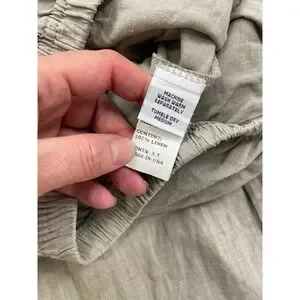 MACHINE
WASH WARM
SEPARATELY
TUMBLE DRY
MEDIUM
CONTENT:
100% LINEN
MADE IN USA